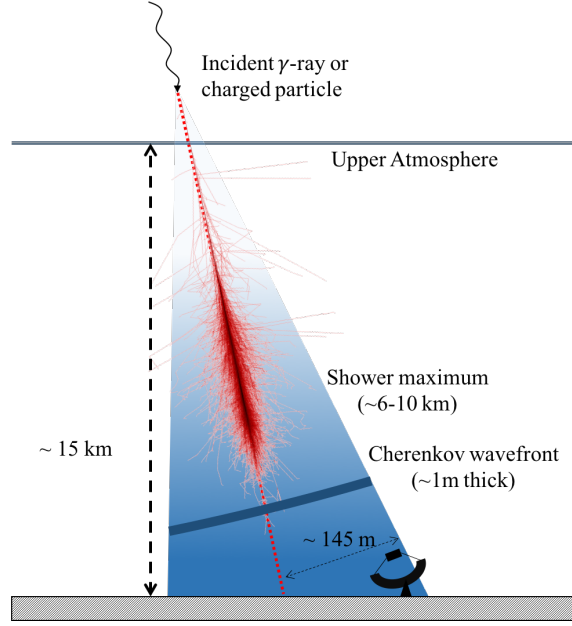 Incident γ-ray or
charged particle
Upper Atmosphere
Shower maximum
(~6-10 km)
~ 15 km
Cherenkov wavefront
(~1m thick)
~ 145 m